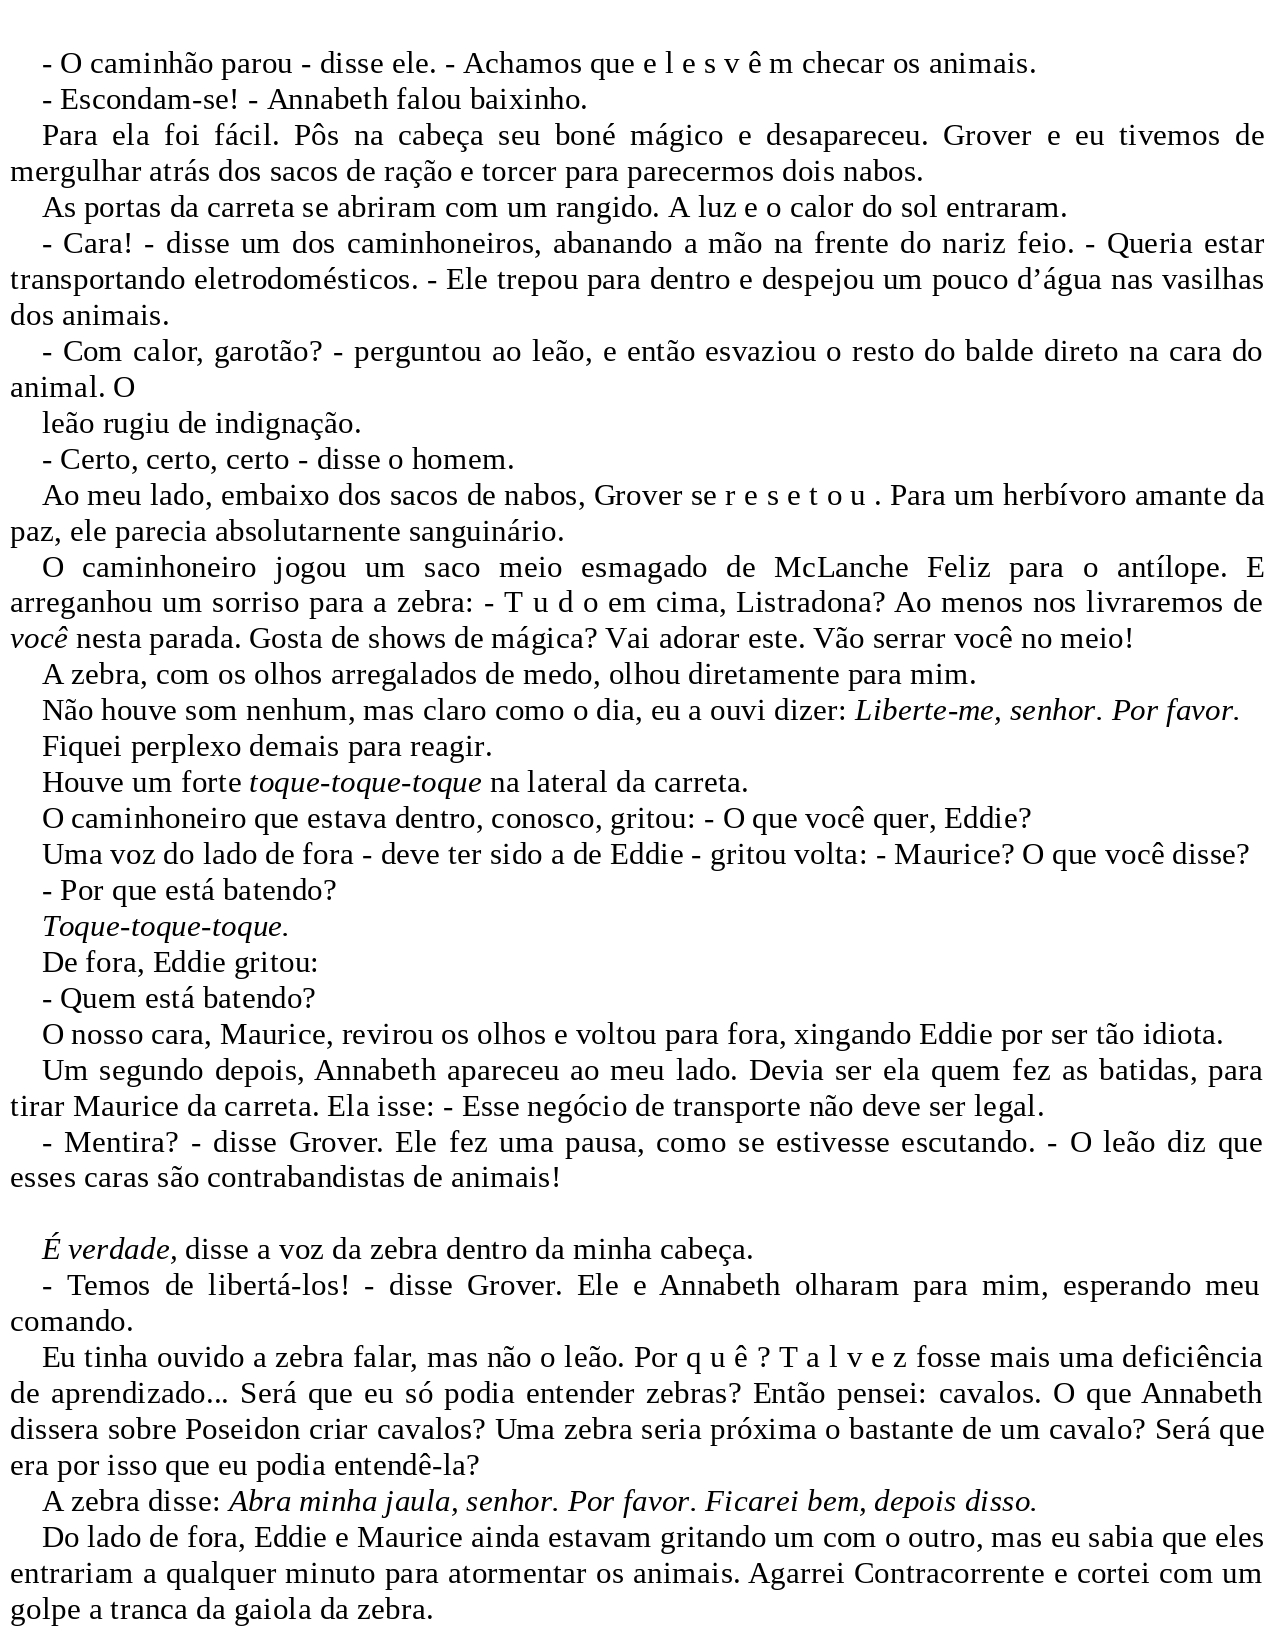 - O caminhão parou - disse ele. - Achamos que e l e s v ê m checar os animais.
- Escondam-se! - Annabeth falou baixinho.
Para ela foi fácil. Pôs na cabeça seu boné mágico e desapareceu. Grover e eu tivemos de
mergulhar atrás dos sacos de ração e torcer para parecermos dois nabos.
As portas da carreta se abriram com um rangido. A luz e o calor do sol entraram.
- Cara! - disse um dos caminhoneiros, abanando a mão na frente do nariz feio. - Queria estar
transportando eletrodomésticos. - Ele trepou para dentro e despejou um pouco d’água nas vasilhas
dos animais.
- Com calor, garotão? - perguntou ao leão, e então esvaziou o resto do balde direto na cara do
animal. O
leão rugiu de indignação.
- Certo, certo, certo - disse o homem.
Ao meu lado, embaixo dos sacos de nabos, Grover se r e s e t o u . Para um herbívoro amante da
paz, ele parecia absolutarnente sanguinário.
O caminhoneiro jogou um saco meio esmagado de McLanche Feliz para o antílope. E
arreganhou um sorriso para a zebra: - T u d o em cima, Listradona? Ao menos nos livraremos de
você nesta parada. Gosta de shows de mágica? Vai adorar este. Vão serrar você no meio!
A zebra, com os olhos arregalados de medo, olhou diretamente para mim.
Não houve som nenhum, mas claro como o dia, eu a ouvi dizer: Liberte-me, senhor. Por favor.
Fiquei perplexo demais para reagir.
Houve um forte toque-toque-toque na lateral da carreta.
O caminhoneiro que estava dentro, conosco, gritou: - O que você quer, Eddie?
Uma voz do lado de fora - deve ter sido a de Eddie - gritou volta: - Maurice? O que você disse?
- Por que está batendo?
Toque-toque-toque.
De fora, Eddie gritou:
- Quem está batendo?
O nosso cara, Maurice, revirou os olhos e voltou para fora, xingando Eddie por ser tão idiota.
Um segundo depois, Annabeth apareceu ao meu lado. Devia ser ela quem fez as batidas, para
tirar Maurice da carreta. Ela isse: - Esse negócio de transporte não deve ser legal.
- Mentira? - disse Grover. Ele fez uma pausa, como se estivesse escutando. - O leão diz que
esses caras são contrabandistas de animais!
É verdade, disse a voz da zebra dentro da minha cabeça.
- Temos de libertá-los! - disse Grover. Ele e Annabeth olharam para mim, esperando meu
comando.
Eu tinha ouvido a zebra falar, mas não o leão. Por q u ê ? T a l v e z fosse mais uma deficiência
de aprendizado... Será que eu só podia entender zebras? Então pensei: cavalos. O que Annabeth
dissera sobre Poseidon criar cavalos? Uma zebra seria próxima o bastante de um cavalo? Será que
era por isso que eu podia entendê-la?
A zebra disse: Abra minha jaula, senhor. Por favor. Ficarei bem, depois disso.
Do lado de fora, Eddie e Maurice ainda estavam gritando um com o outro, mas eu sabia que eles
entrariam a qualquer minuto para atormentar os animais. Agarrei Contracorrente e cortei com um
golpe a tranca da gaiola da zebra.